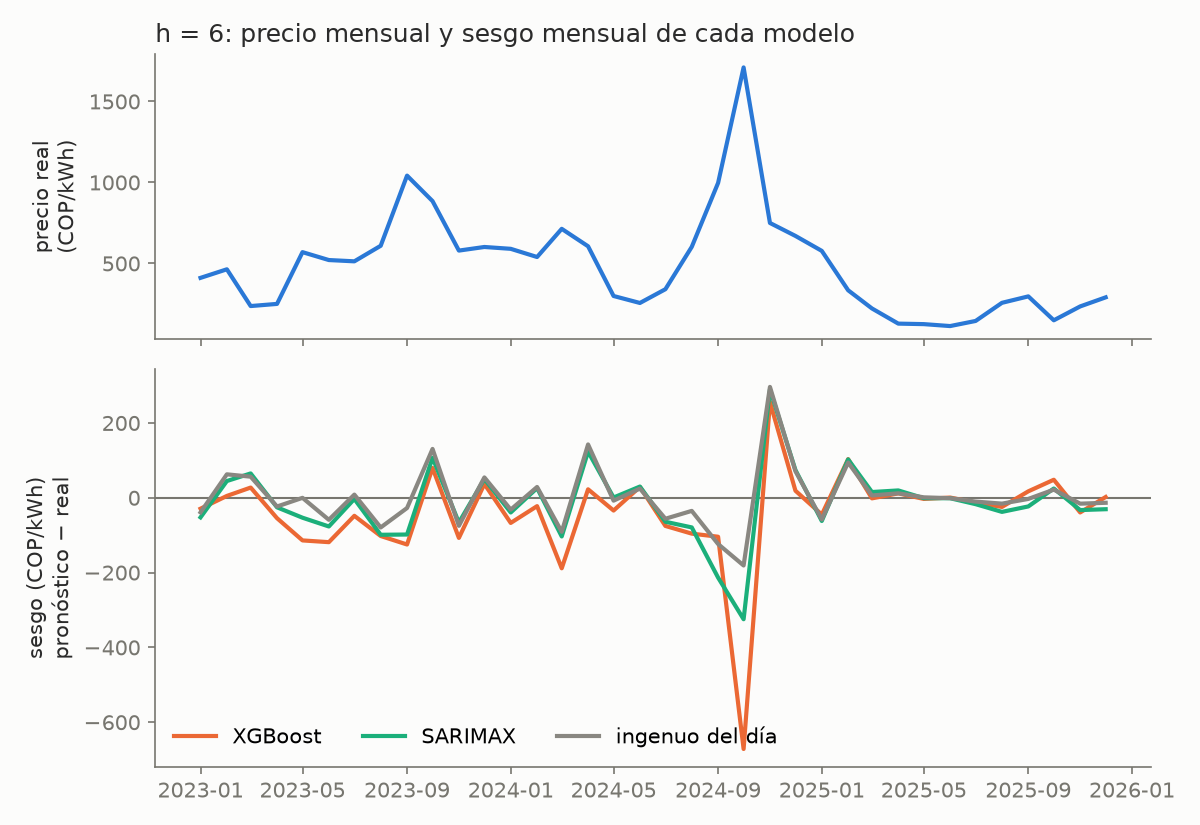 h = 6: precio mensual y sesgo mensual de cada modelo
precio real
(COP/kWh)
1500
1000
500
sesgo (COP/kWh)
pronóstico − real
200
0
−200
−400
−600
XGBoost
SARIMAX
ingenuo del día
2023-01
2023-05
2023-09
2024-01
2024-05
2024-09
2025-01
2025-05
2025-09
2026-01